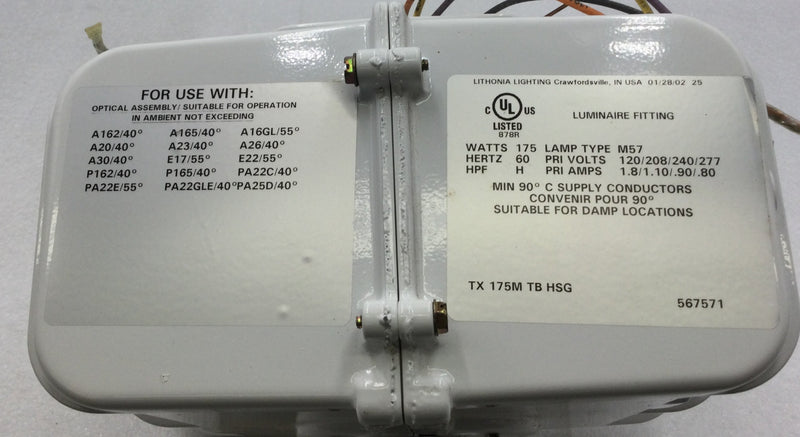 FOR USE WITH:
OPTICAL ASSEMBLY/ SUITABLE FOR OPERATION
IN AMBIENT NOT EXCEEDING
A162/40° A165/40° A16GL/55°
A20/40° A23/40° A26/40°
A30/40° E17/55° E22/55°
P162/40° P165/40° PA22C/40°
PA22E/55° PA22GLE/40° PA25D/40°
LITHONIA LIGHTING Crawfordsville, IN USA 01/28/02 25
C UL US
LISTED
878R
LUMINAIRE FITTING
WATTS 175 LAMP TYPE M57
HERTZ 60 PRI VOLTS 120/208/240/277
HPF H PRI AMPS 1.8/1.10/.90/.80
MIN 90° C SUPPLY CONDUCTORS
CONVENIR POUR 90°
SUITABLE FOR DAMP LOCATIONS
TX 175M TB HSG
567571